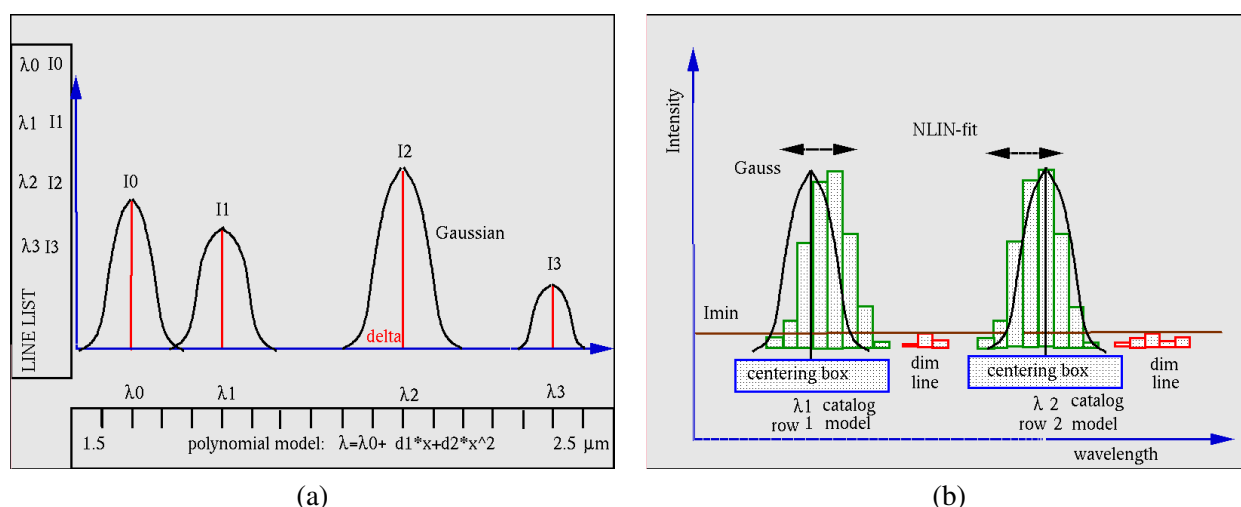 LINE LIST
λ0 I0
λ1 I1
λ2 I2
λ3 I3
I0
I1
I2
I3
Gaussian
delta
λ0 λ1 λ2 λ3
1.5 polynomial model: λ=λ0+ d1*x+d2*x^2 2.5 μm
(a)
Intensity
NLIN-fit
Gauss
Imin
dim
line
dim
line
centering box
λ1 catalog
row 1 model
centering box
λ 2 catalog
row 2 model
wavelength
(b)